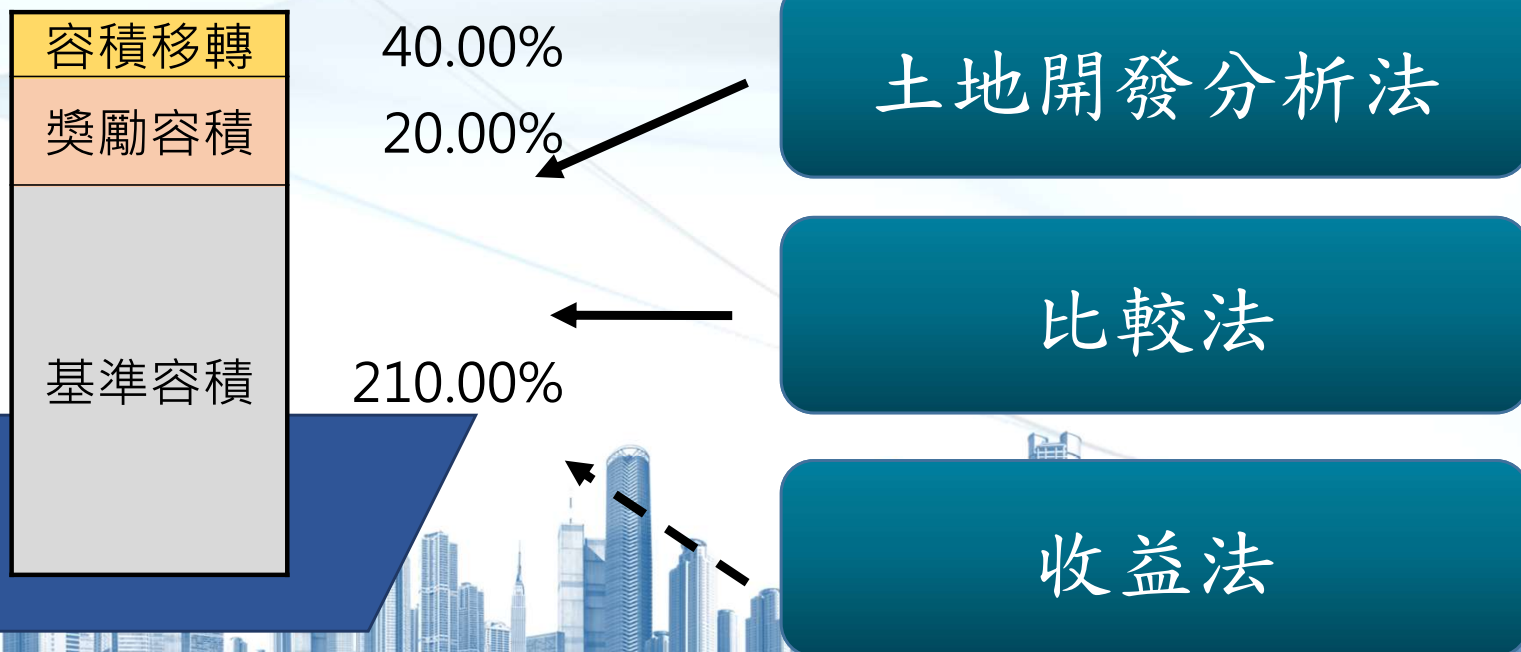 容積移轉 40.00%
獎勵容積 20.00%
基準容積 210.00%
土地開發分析法
比較法
收益法